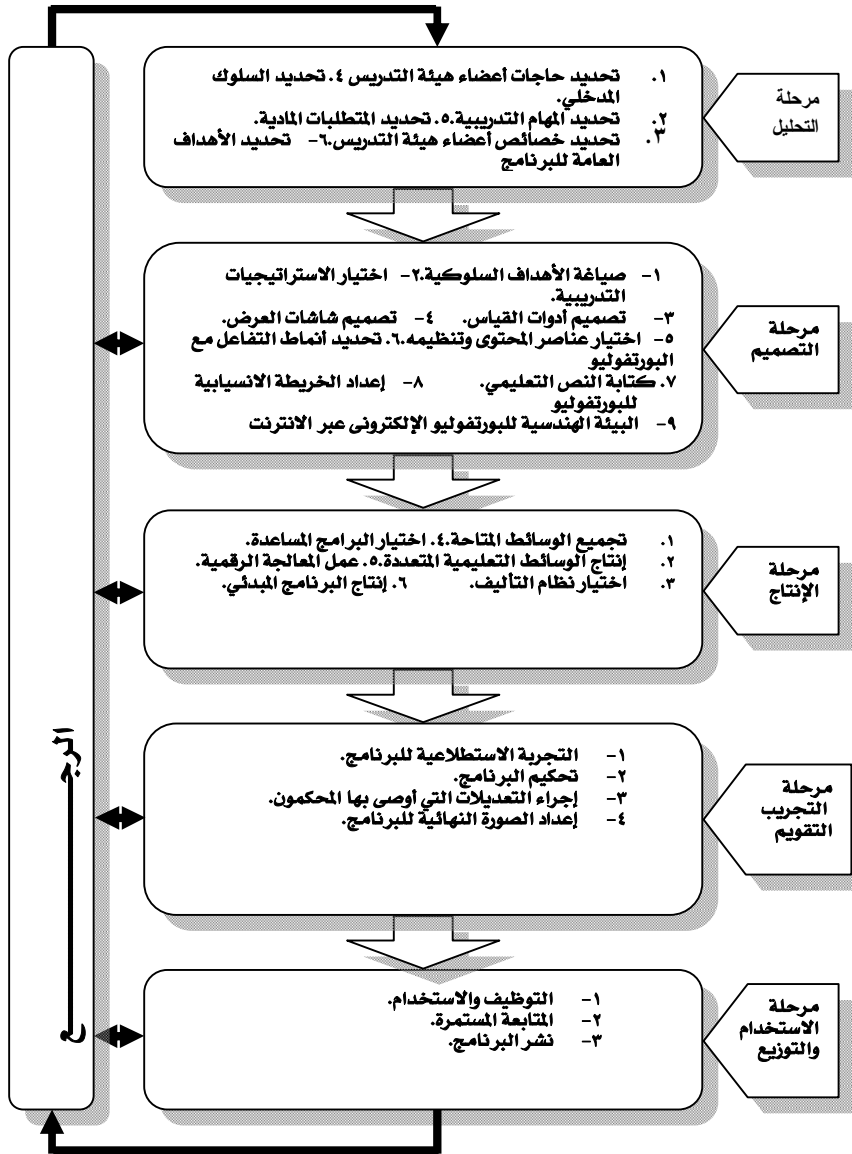 ١. تحديد حاجات أعضاء هيئة التدريس ٤. تحديد السلوك
المدخلي.
٢. تحديد المهام التدريبية.٥. تحديد المتطلبات المادية.
٣. تحديد خصائص أعضاء هيئة التدريس.٦- تحديد الأهداف
العامة للبرنامج
مرحلة
التحليل
١- صياغة الأهداف السلوكية.٢- اختيار الاستراتيجيات
التدريبية.
٣- تصميم أدوات القياس. ٤- تصميم شاشات العرض.
٥- اختيار عناصر المحتوى وتنظيمه.٦. تحديد أنماط التفاعل مع
البورتفوليو
٧. كتابة النص التعليمي. ٨- إعداد الخريطة الانسيابية
للبورتفوليو
٩- البيئة الهندسية للبورتفوليو الإلكترونى عبر الانترنت
مرحلة
التصميم
١. تجميع الوسائط المتاحة.٤. اختيار البرامج المساعدة.
٢. إنتاج الوسائط التعليمية المتعددة.٥. عمل المعالجة الرقمية.
٣. اختيار نظام التأليف. ٦. إنتاج البرنامج المبدئي.
مرحلة
الإنتاج
١- التجربة الاستطلاعية للبرنامج.
٢- تحكيم البرنامج.
٣- إجراء التعديلات التي أوصى بها المحكمون.
٤- إعداد الصورة النهائية للبرنامج.
مرحلة
التجريب
التقويم
١- التوظيف والاستخدام.
٢- المتابعة المستمرة.
٣- نشر البرنامج.
مرحلة
الاستخدام
والتوزيع
الرجــــــع